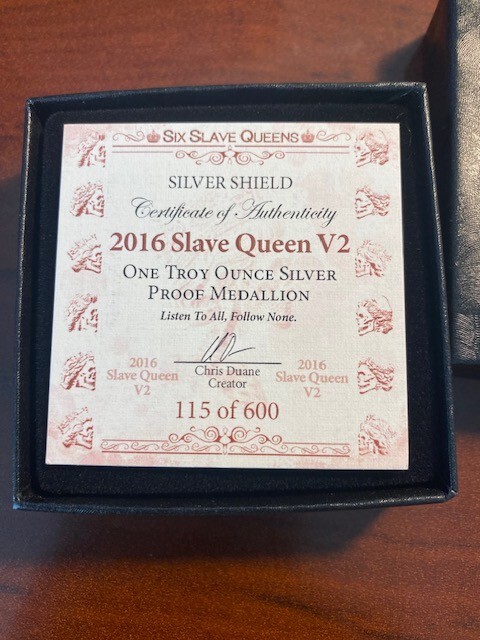 SIX SLAVE QUEENS
SILVER SHIELD
Certificate of Authenticity
2016 Slave Queen V2
ONE TROY OUNCE SILVER
PROOF MEDALLION
Listen To All, Follow None.
Chris Duane
Creator
2016
Slave Queen
V2
2016
Slave Queen
V2
115 of 600